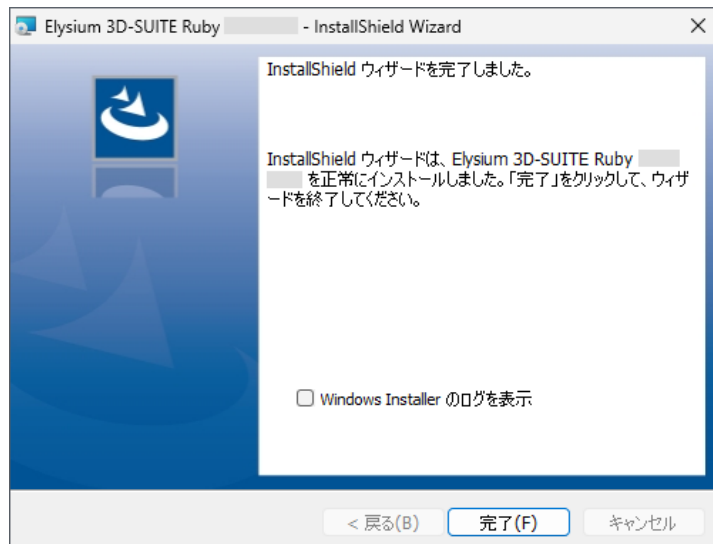 Elysium 3D-SUITE Ruby - InstallShield Wizard
InstallShield ウィザードを完了しました。
InstallShield ウィザードは、Elysium 3D-SUITE Ruby
を正常にインストールしました。「完了」をクリックして、ウィザ
ードを終了してください。
Windows Installer のログを表示
< 戻る(B)
完了(F)
キャンセル